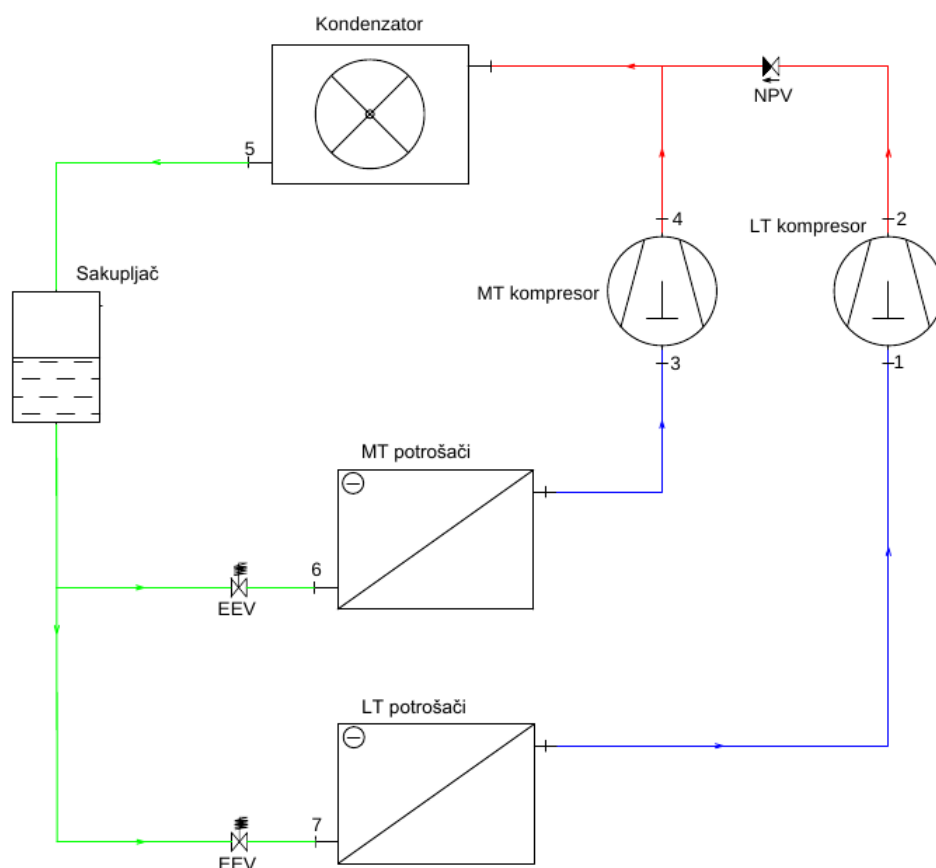 Kondenzator
NPV
5
4
2
LT kompresor
Sakupljač
MT kompresor
3
1
MT potrošači
6
EEV
LT potrošači
7
EEV